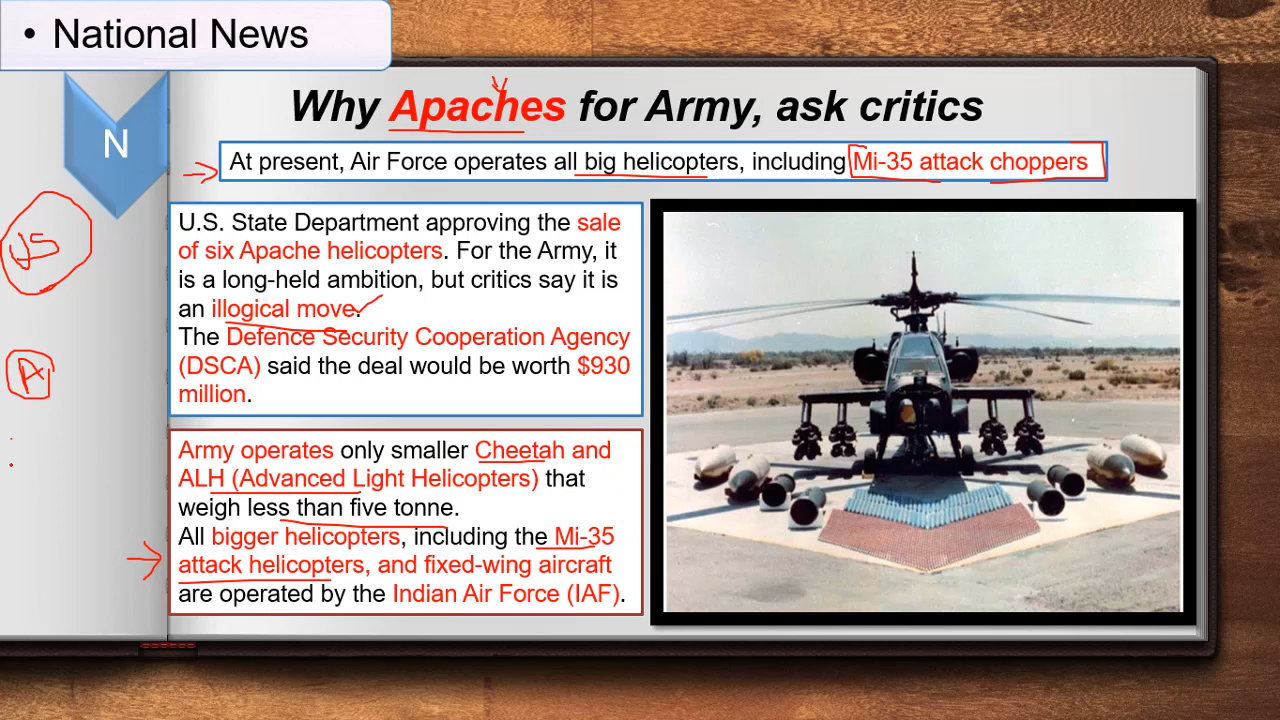 • National News
N
Why Apaches for Army, ask critics
At present, Air Force operates all big helicopters, including Mi-35 attack choppers
US
A
U.S. State Department approving the sale
of six Apache helicopters. For the Army, it
is a long-held ambition, but critics say it is
an illogical move.
The Defence Security Cooperation Agency
(DSCA) said the deal would be worth $930
million.
Army operates only smaller Cheetah and
ALH (Advanced Light Helicopters) that
weigh less than five tonne.
All bigger helicopters, including the Mi-35
attack helicopters, and fixed-wing aircraft
are operated by the Indian Air Force (IAF).